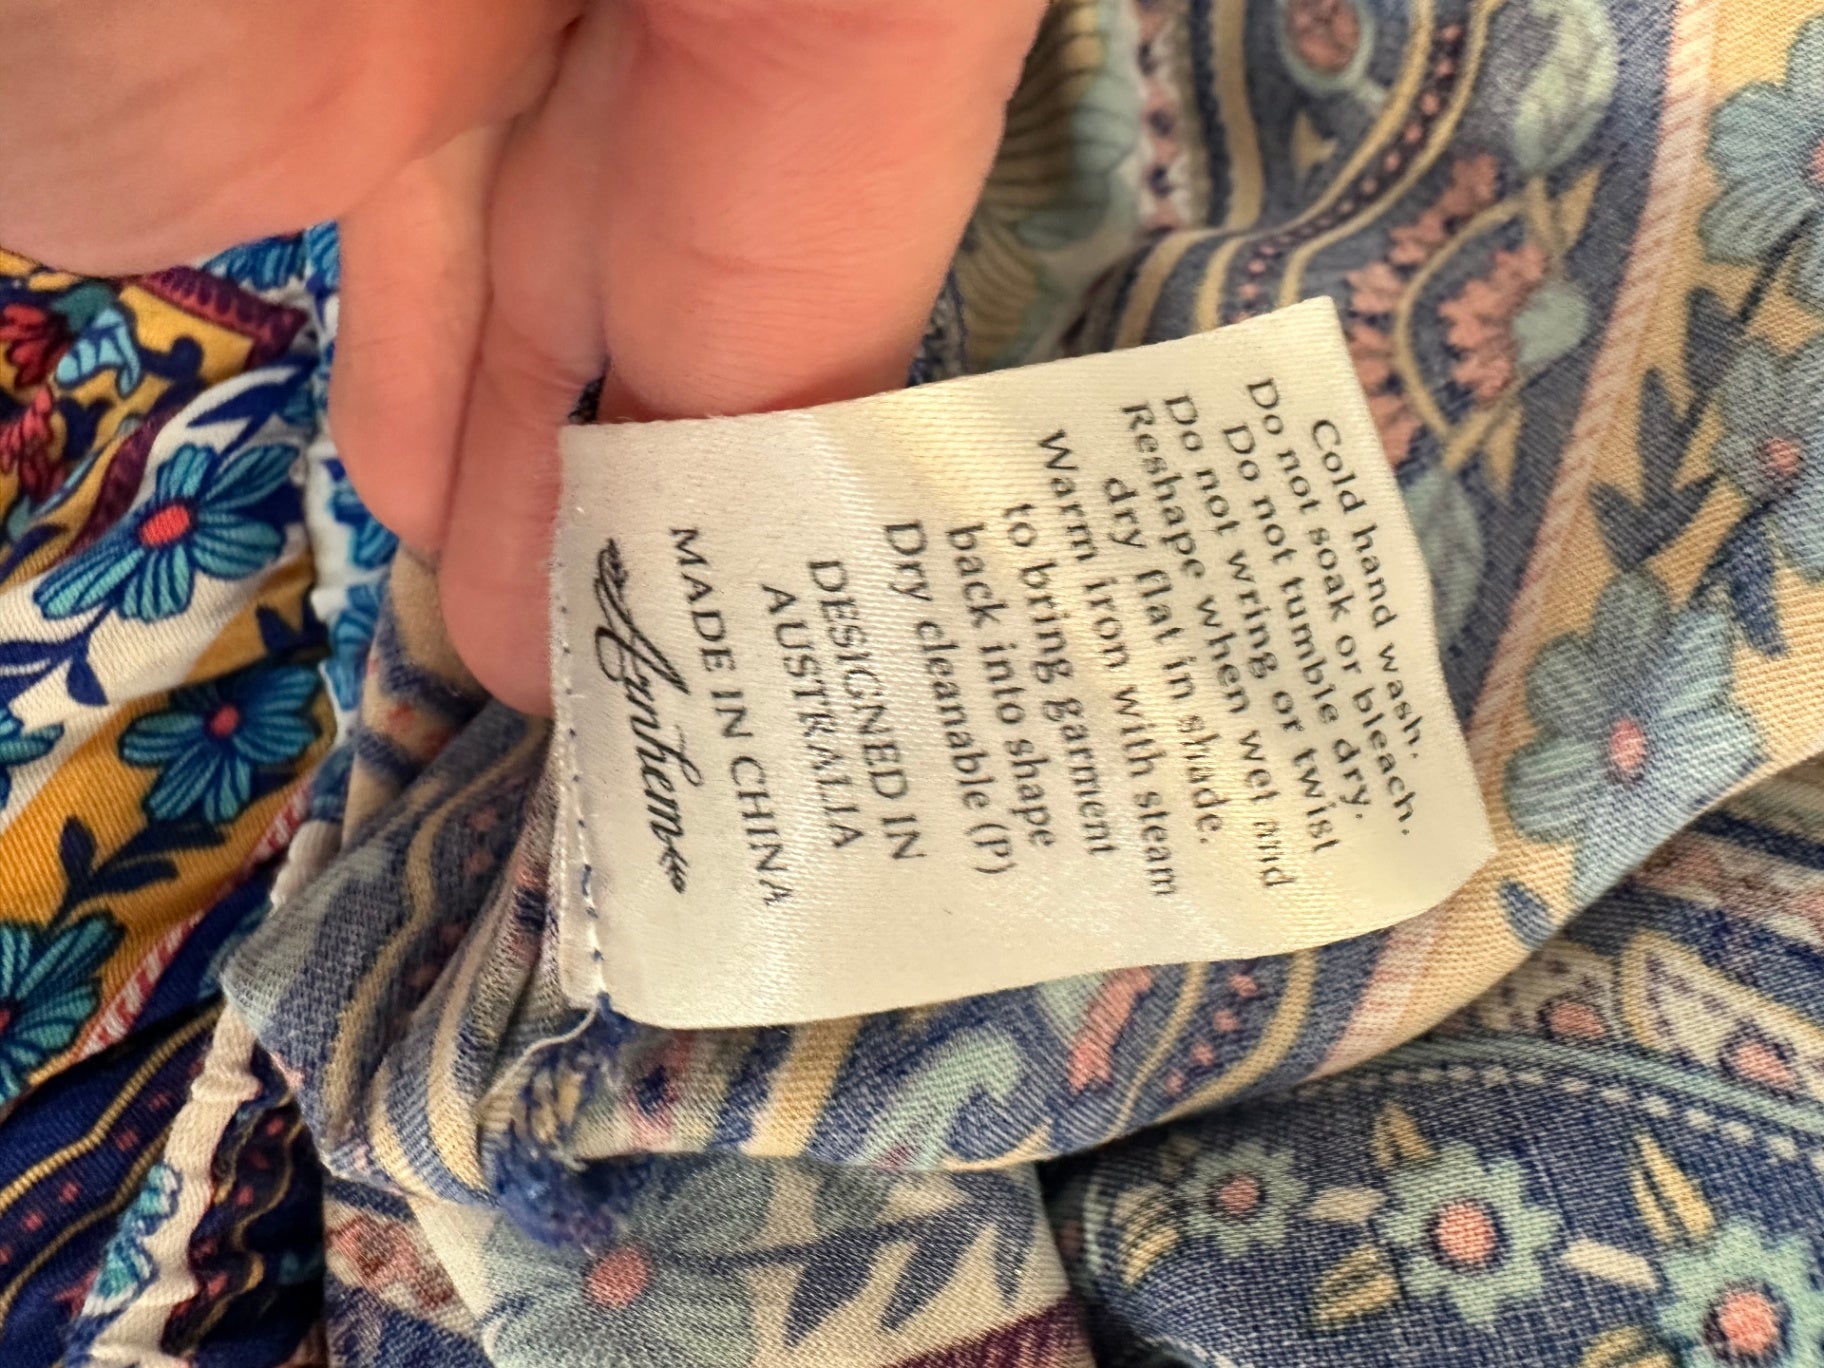 Cold hand wash.
Do not soak or bleach.
Do not tumble dry.
Do not wring or twist
Reshape when wet and
dry flat in shade.
Warm iron with steam
to bring garment
back into shape
Dry cleanable (P)
DESIGNED IN
AUSTRALIA
MADE IN CHINA
Arnhem